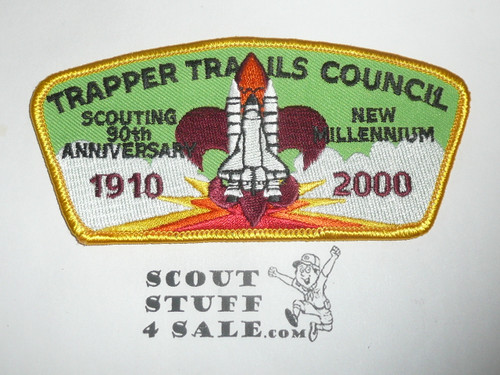 TRAPPER TRAILS COUNCIL
SCOUTING
90th
ANNIVERSARY
NEW
MILLENNIUM
1910
2000
SCOUT
STUFF
4 SALE.com